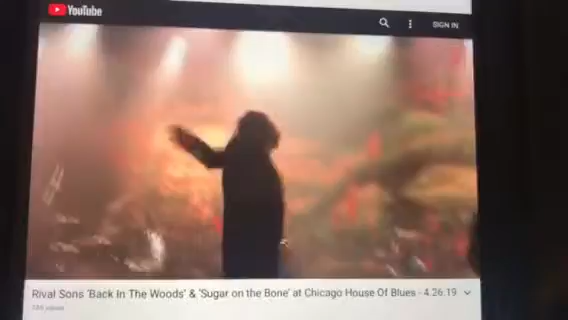 YouTube
SIGN IN
Rival Sons 'Back In The Woods' & 'Sugar on the Bone' at Chicago House Of Blues - 4.26.19
views